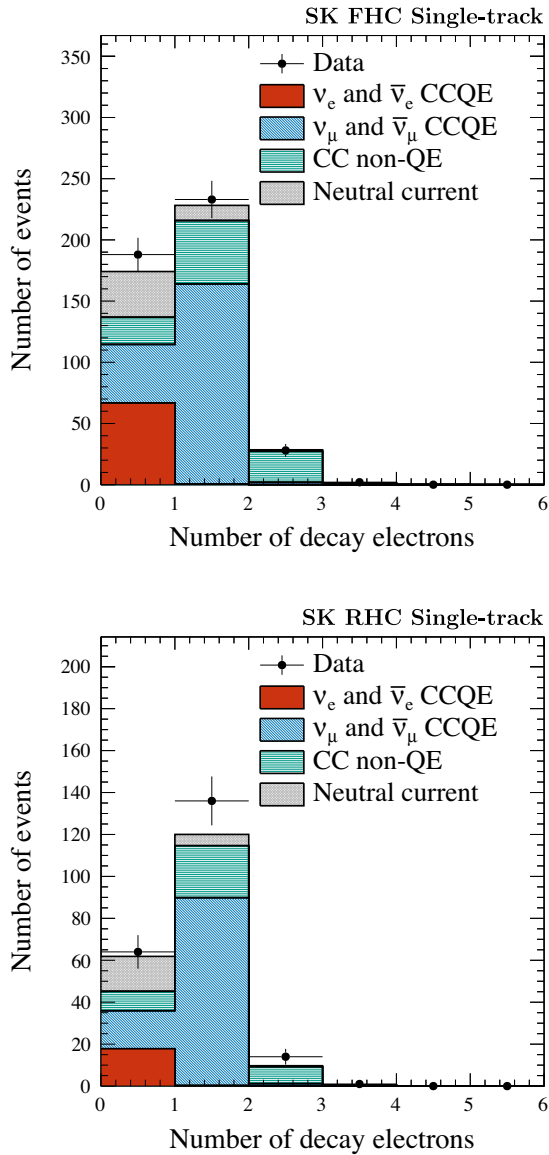 SK FHC Single-track
350
300
250
200
150
100
50
0
Number of events
Data
νe and ν̅e CCQE
νμ and ν̅μ CCQE
CC non-QE
Neutral current
0 1 2 3 4 5 6
Number of decay electrons
SK RHC Single-track
200
180
160
140
120
100
80
60
40
20
0
Number of events
Data
νe and ν̅e CCQE
νμ and ν̅μ CCQE
CC non-QE
Neutral current
0 1 2 3 4 5 6
Number of decay electrons